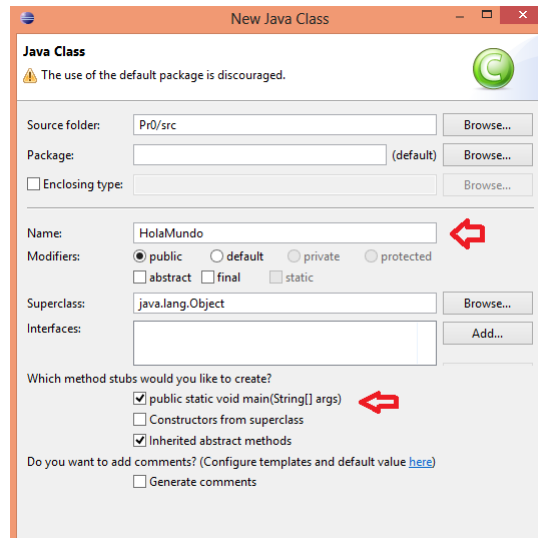 New Java Class
Java Class
The use of the default package is discouraged.
C
Source folder: Pr0/src Browse...
Package: (default) Browse...
Enclosing type: Browse...
Name: HolaMundo
Modifiers: public default private protected
abstract final static
Superclass: java.lang.Object Browse...
Interfaces: Add...
Which method stubs would you like to create?
public static void main(String[] args)
Constructors from superclass
Inherited abstract methods
Do you want to add comments? (Configure templates and default value here)
Generate comments